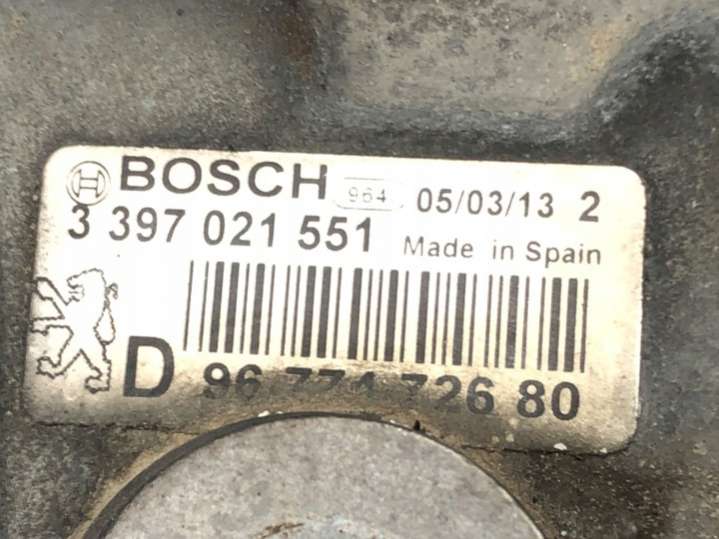 BOSCH 964 05/03/13 2
3 397 021 551 Made in Spain
D 96 774 726 80